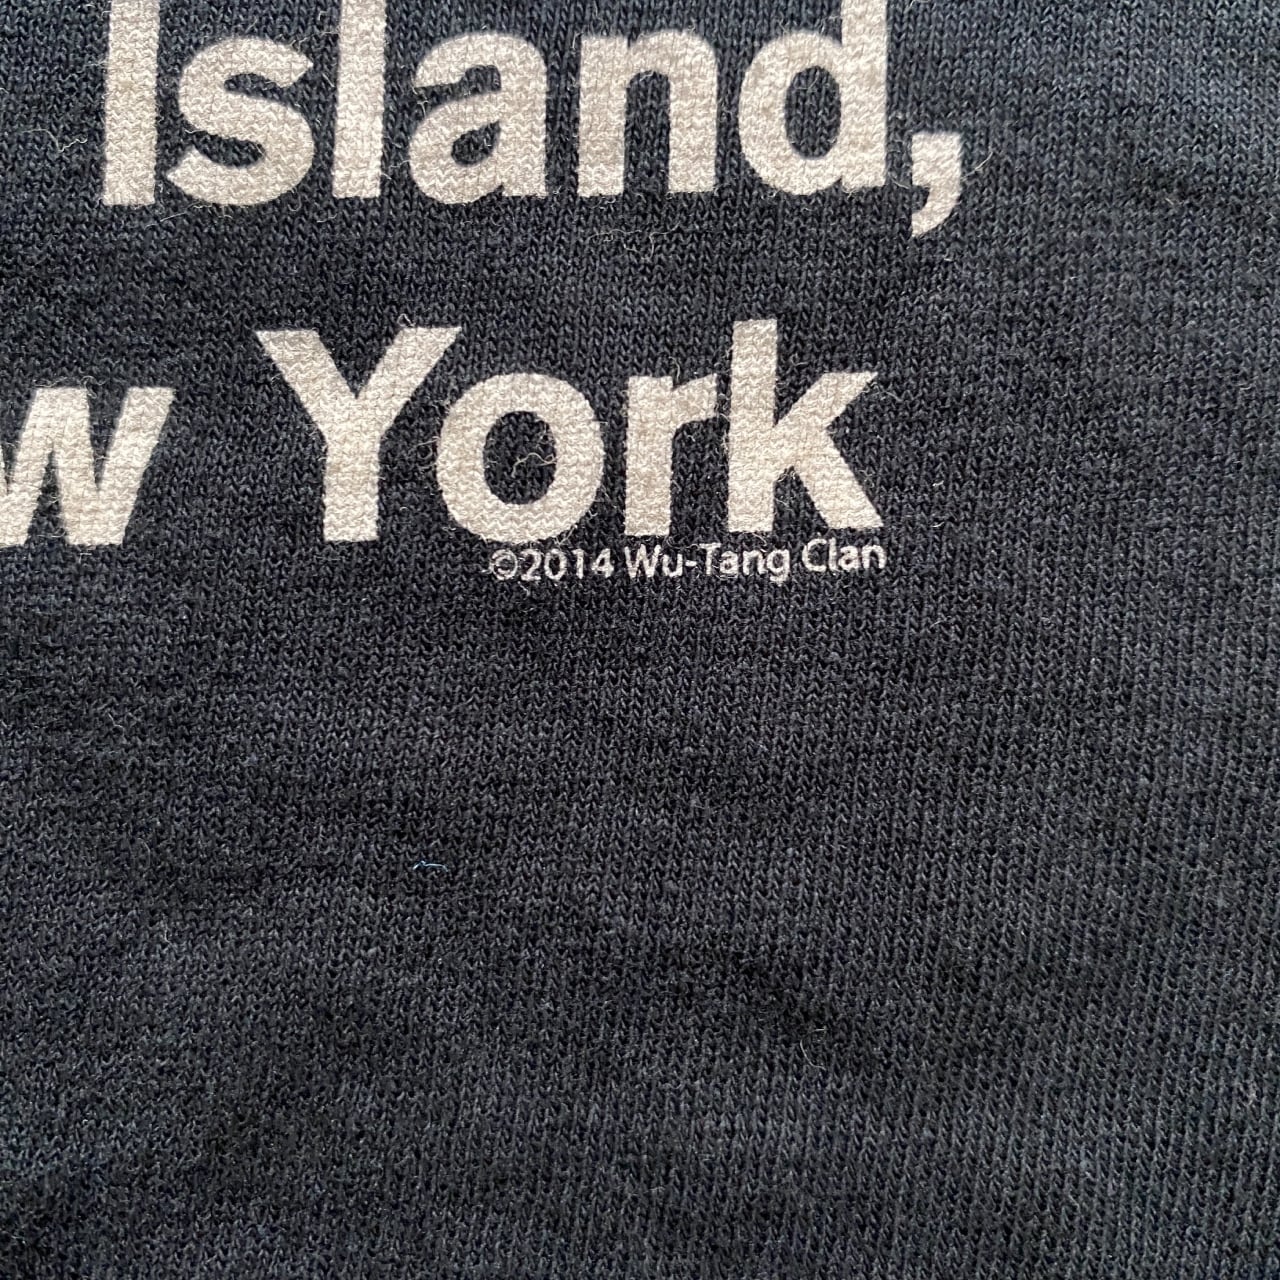 Island,
w York
©2014 Wu-Tang Clan